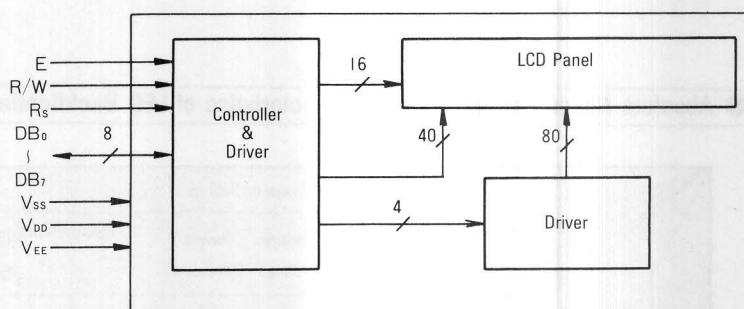 E
R/W
RS
DB0
~
DB7
8
VSS
VDD
VEE
Controller
&
Driver
16
LCD Panel
40
80
4
Driver